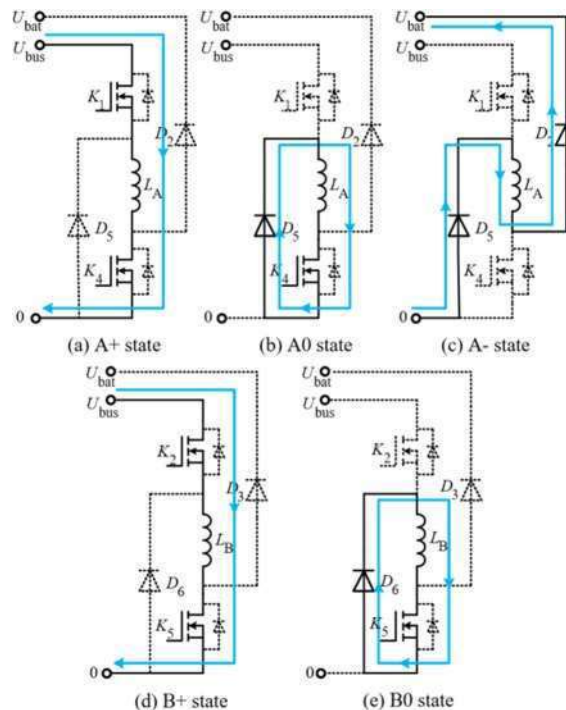 U_bat U_bat U_bat
U_bus U_bus U_bus
K_1 K_1 K_1
D_2 D_2 D_2
L_A L_A L_A
D_5 D_5 D_5
K_4 K_4 K_4
0 0 0
(a) A+ state (b) A0 state (c) A- state
U_bat U_bat
U_bus U_bus
K_2 K_2
D_3 D_3
L_B L_B
D_6 D_6
K_5 K_5
0 0
(d) B+ state (e) B0 state